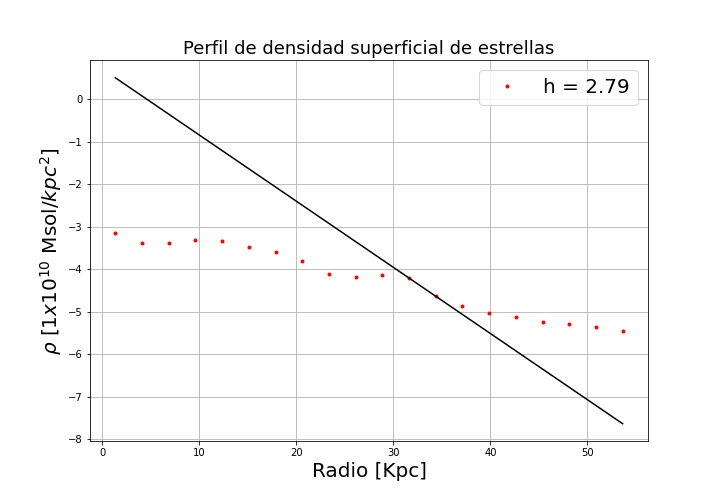 Perfil de densidad superficial de estrellas
h = 2.79
0
−1
−2
−3
−4
−5
−6
−7
−8
ρ [1x10¹⁰ Msol/kpc²]
0 10 20 30 40 50
Radio [Kpc]